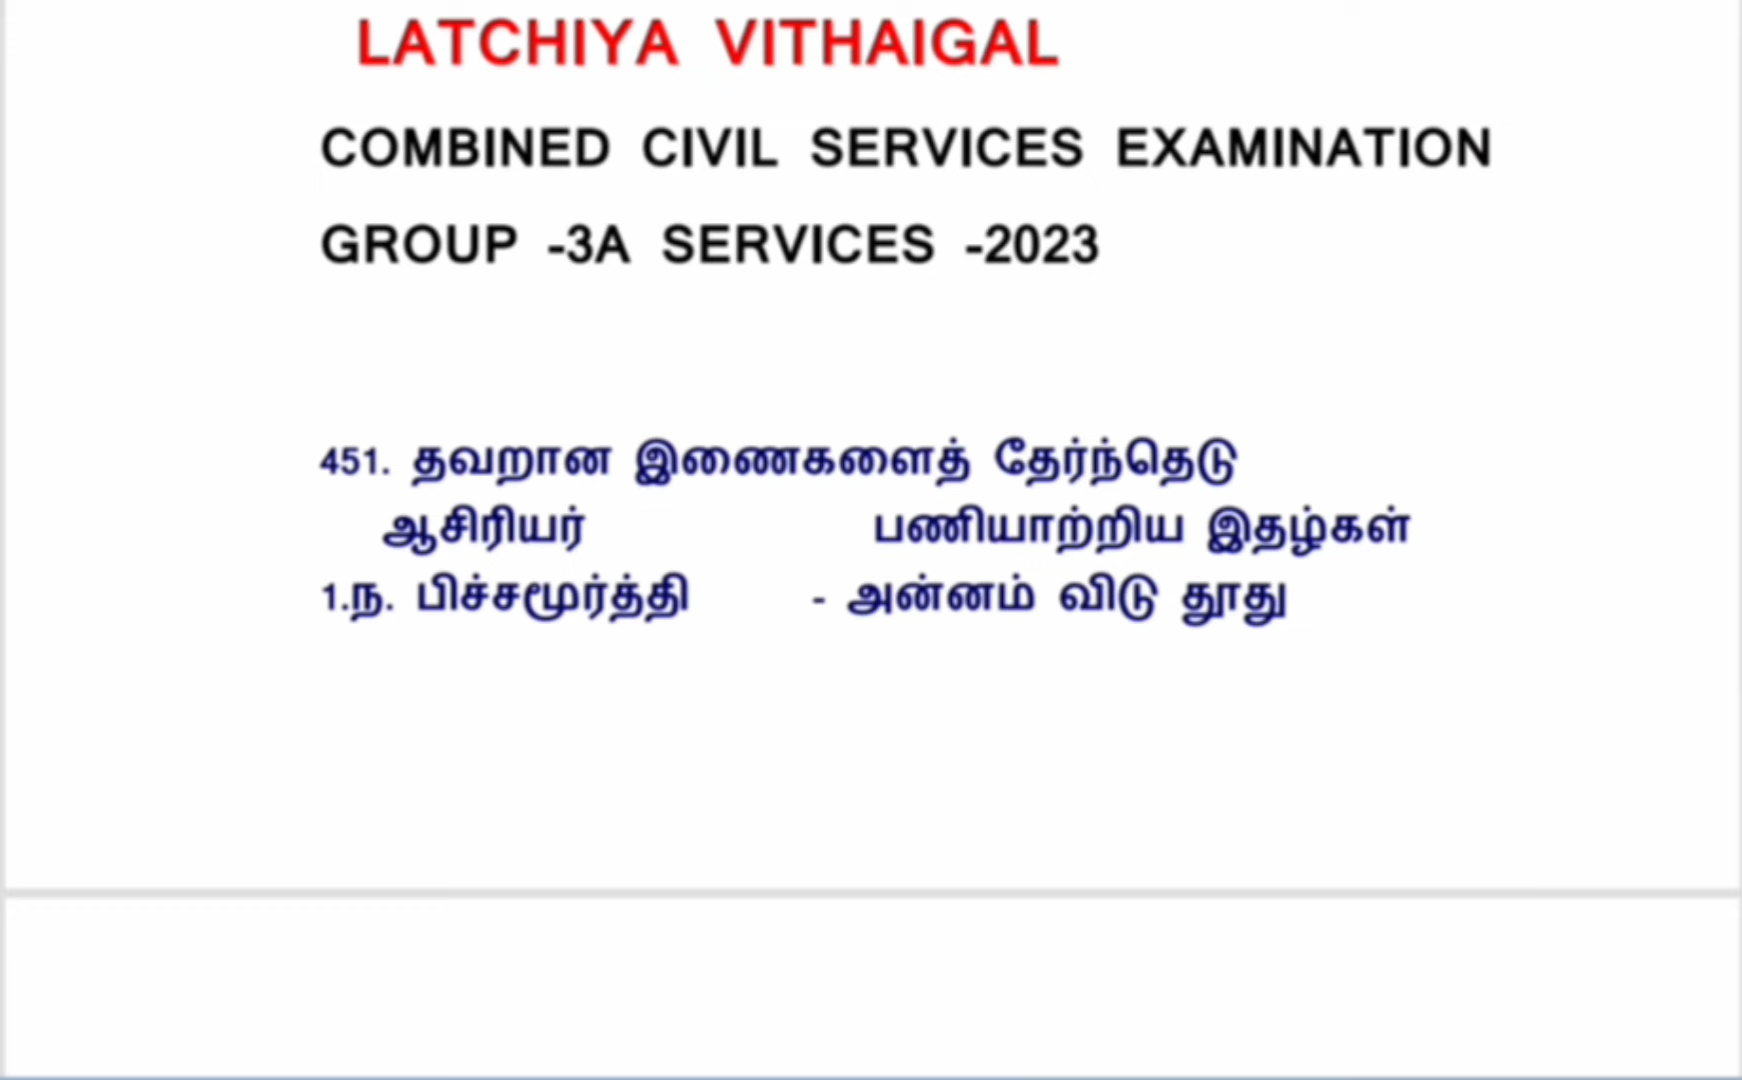 LATCHIYA VITHAIGAL
COMBINED CIVIL SERVICES EXAMINATION
GROUP -3A SERVICES -2023
451. தவறான இணைகளைத் தேர்ந்தெடு
ஆசிரியர் பணியாற்றிய இதழ்கள்
1.ந. பிச்சமூர்த்தி - அன்னம் விடு தூது